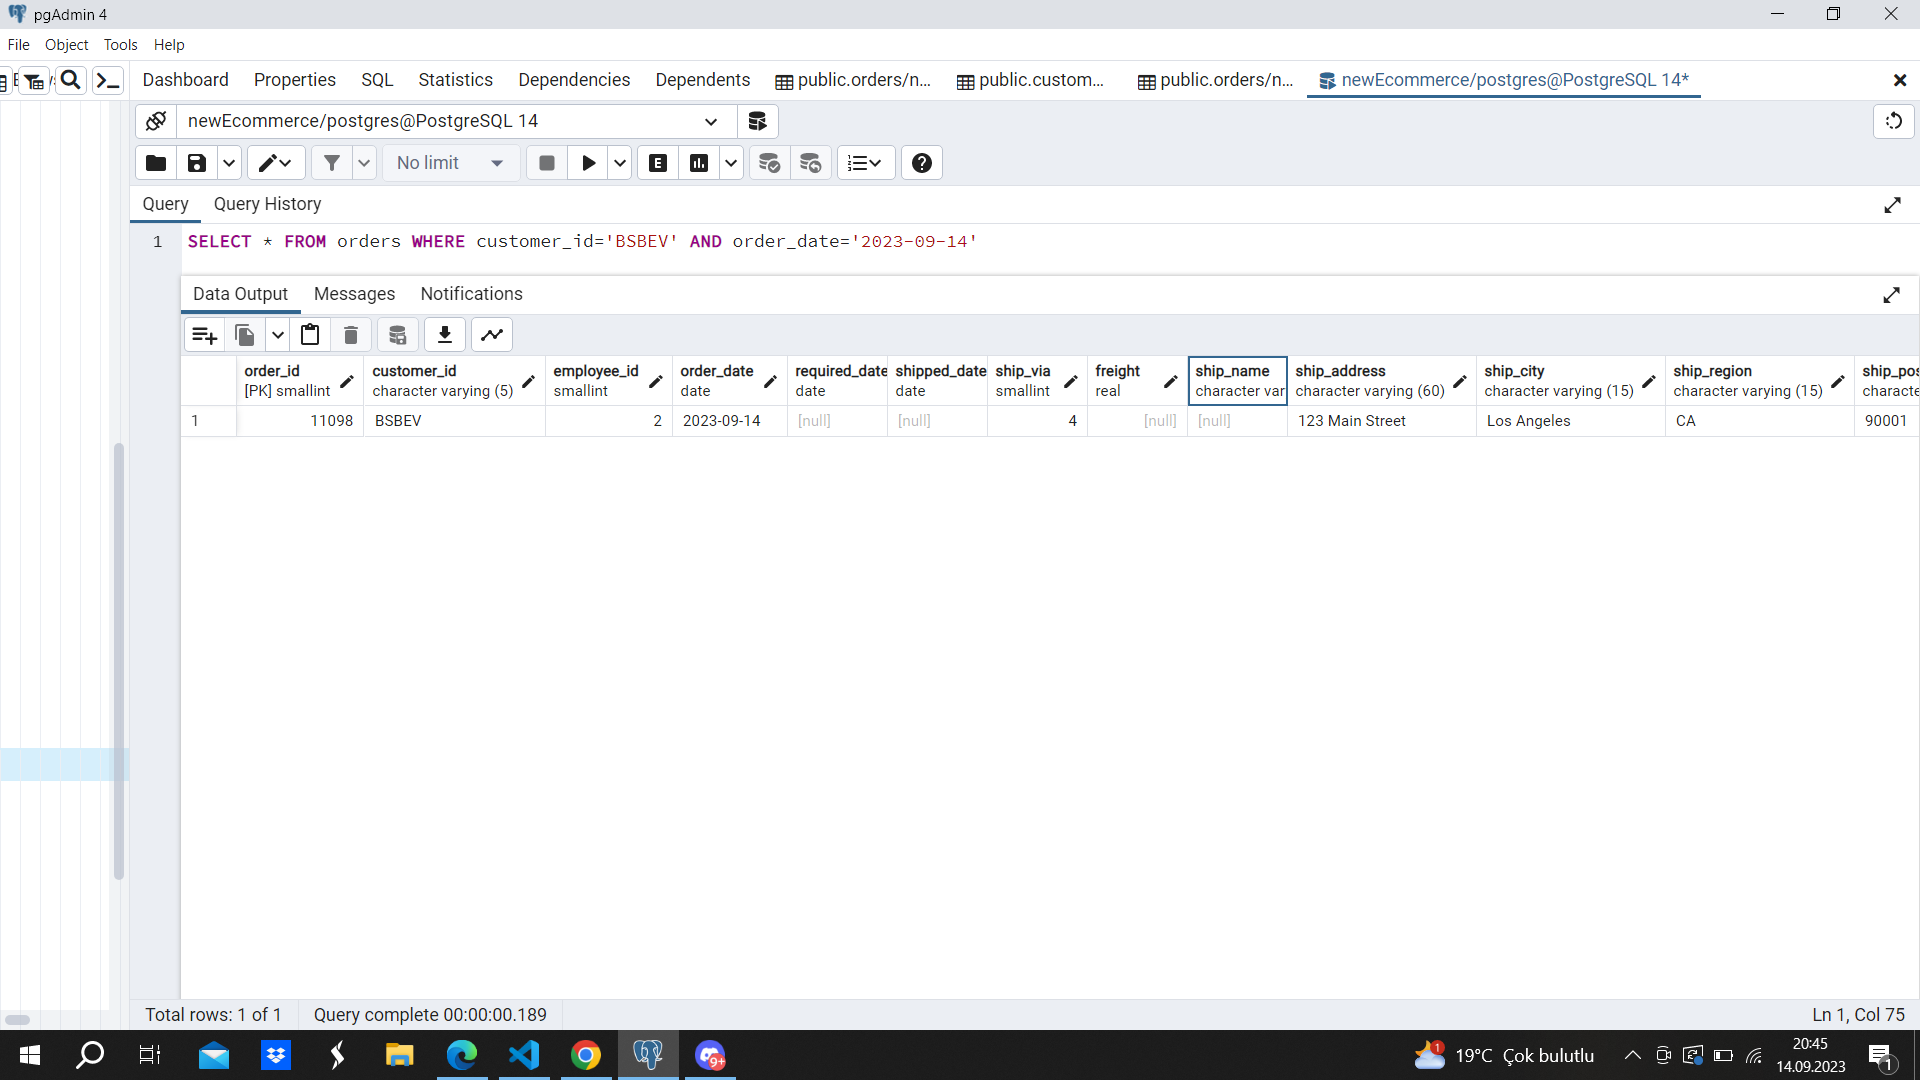 pgAdmin 4
File Object Tools Help
Dashboard Properties SQL Statistics Dependencies Dependents public.orders/n... public.custom... public.orders/n... newEcommerce/postgres@PostgreSQL 14*
newEcommerce/postgres@PostgreSQL 14
No limit
Query Query History
1 SELECT * FROM orders WHERE customer_id='BSBEV' AND order_date='2023-09-14'
Data Output Messages Notifications
order_id customer_id employee_id order_date required_date shipped_date ship_via freight ship_name ship_address ship_city ship_region ship_pos
[PK] smallint character varying (5) smallint date date date smallint real character var character varying (60) character varying (15) character varying (15) characte
1 11098 BSBEV 2 2023-09-14 [null] [null] 4 [null] [null] 123 Main Street Los Angeles CA 90001
Total rows: 1 of 1 Query complete 00:00:00.189 Ln 1, Col 75
9+ 1 19°C Çok bulutlu 20:45
14.09.2023 1